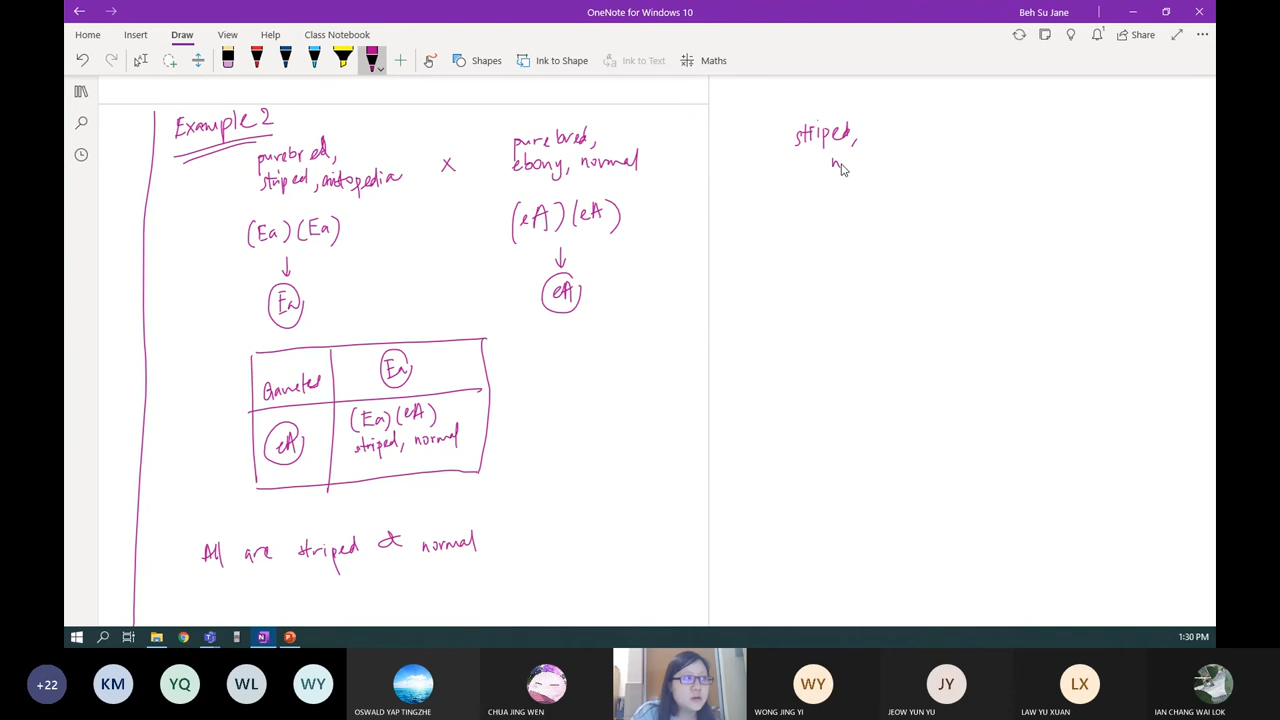 OneNote for Windows 10
Beh Su Jane
Home Insert Draw View Help Class Notebook
Share
Shapes Ink to Shape Ink to Text Maths
Example 2
purebred,
striped, aristopedia
X
purebred,
ebony, normal
(Ea)(Ea)
(eA)(eA)
Ea
eA
Gametes
Ea
eA
(Ea)(eA)
striped, normal
All are striped & normal
striped,
n
1:30 PM
+22
KM
YQ
WL
WY
OSWALD YAP TINGZHE
CHUA JING WEN
WY
WONG JING YI
JY
JEOW YUN YU
LX
LAW YU XUAN
IAN CHANG WAI LOK